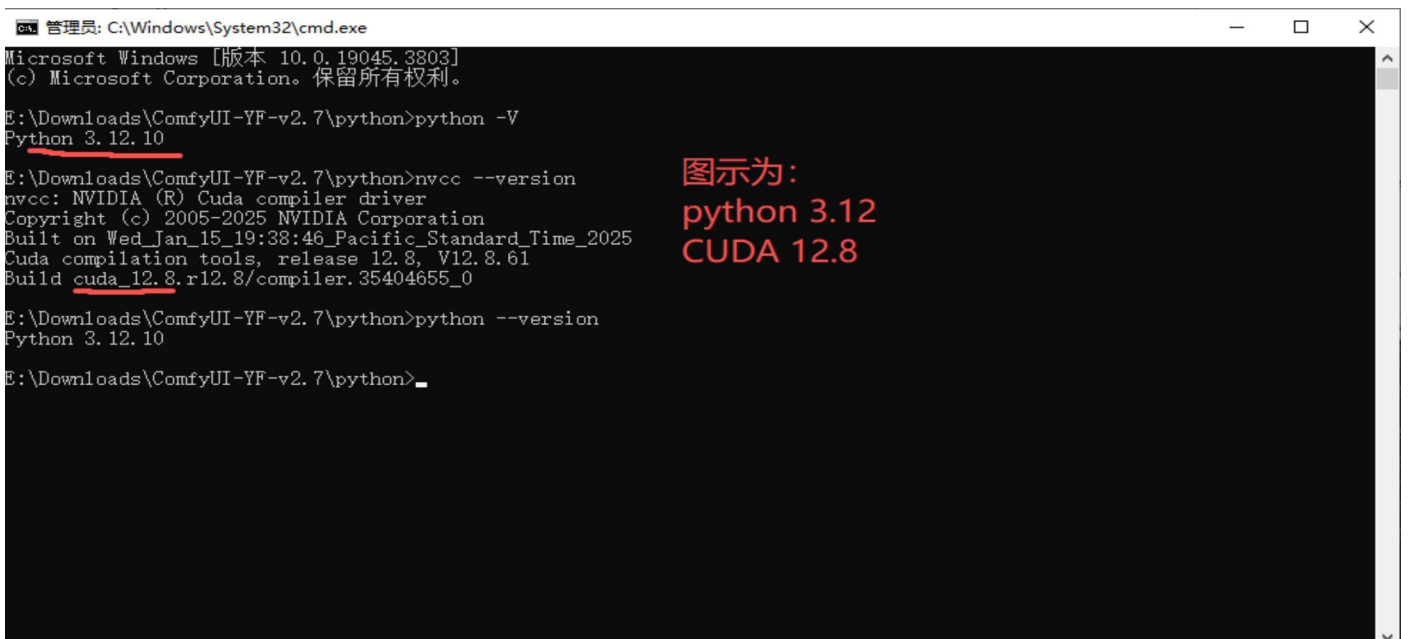 管理员: C:\Windows\System32\cmd.exe
Microsoft Windows [版本 10.0.19045.3803]
(c) Microsoft Corporation。保留所有权利。
E:\Downloads\ComfyUI-YF-v2.7\python>python -V
Python 3.12.10
E:\Downloads\ComfyUI-YF-v2.7\python>nvcc --version
nvcc: NVIDIA (R) Cuda compiler driver
Copyright (c) 2005-2025 NVIDIA Corporation
Built on Wed_Jan_15_19:38:46_Pacific_Standard_Time_2025
Cuda compilation tools, release 12.8, V12.8.61
Build cuda_12.8.r12.8/compiler.35404655_0
E:\Downloads\ComfyUI-YF-v2.7\python>python --version
Python 3.12.10
E:\Downloads\ComfyUI-YF-v2.7\python>
图示为：
python 3.12
CUDA 12.8